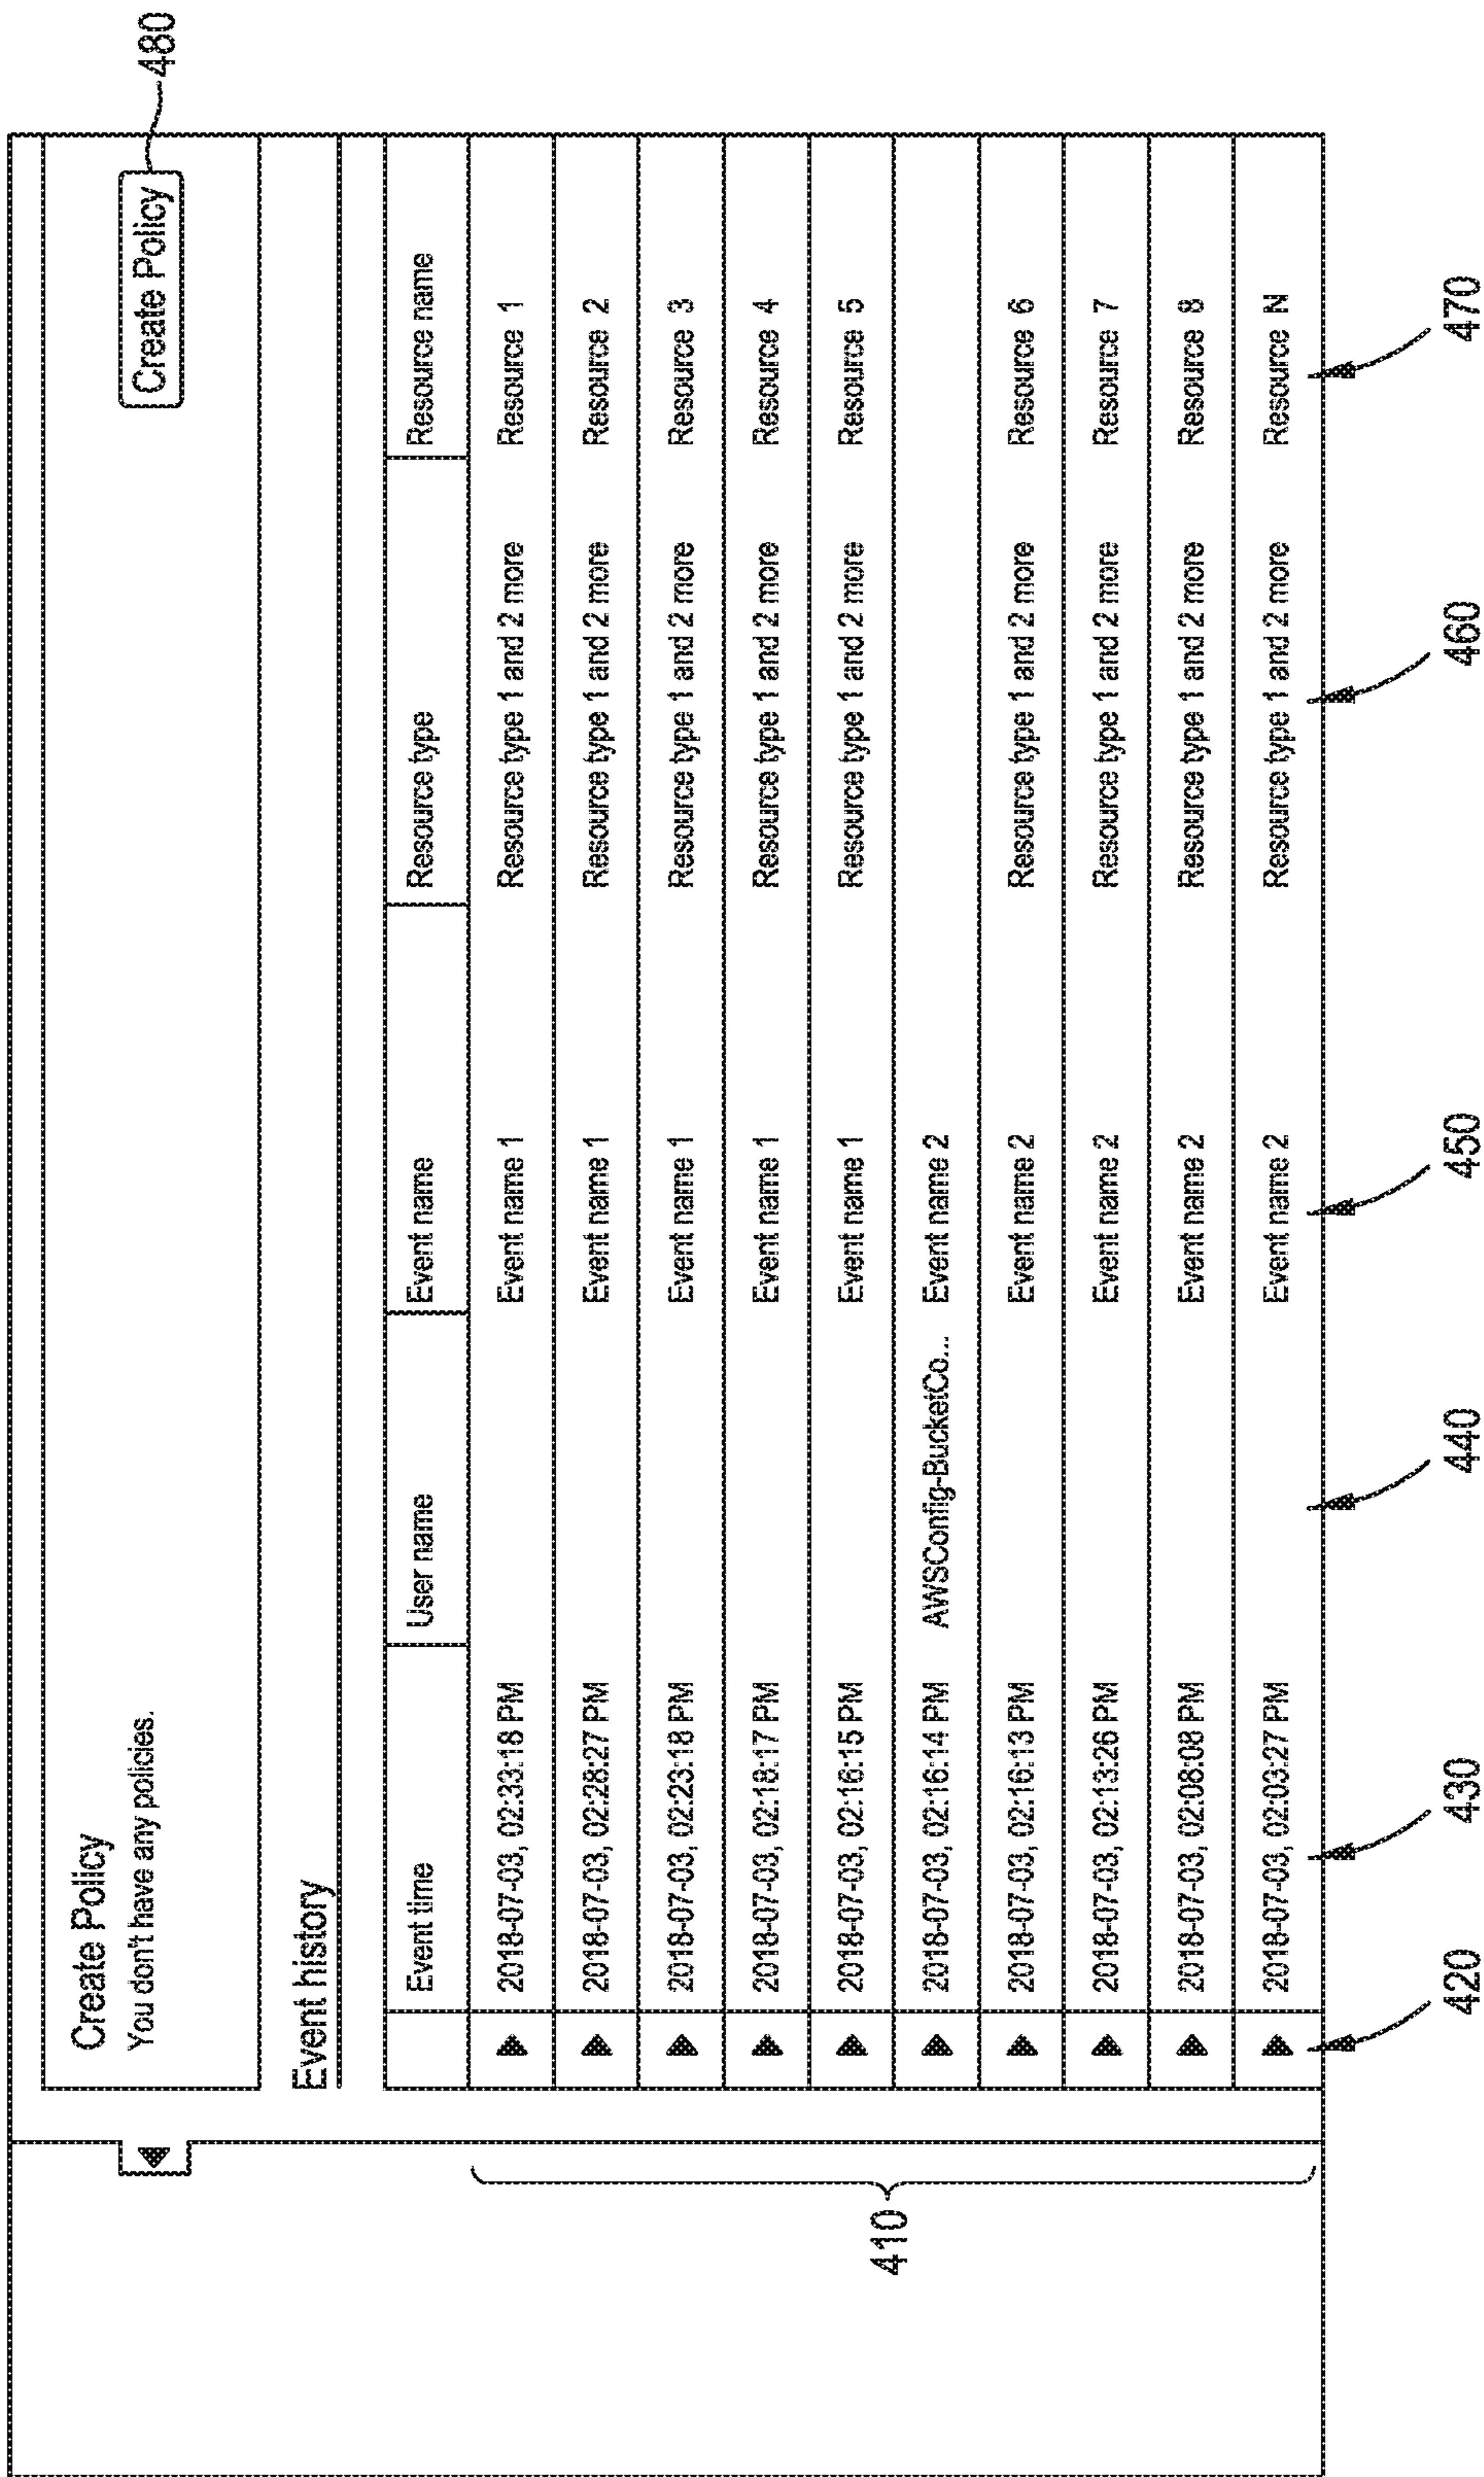 Create Policy
You don't have any policies.
Create Policy
480
Event history
Event time User name Event name Resource type Resource name
2018-07-03, 02:33:18 PM Event name 1 Resource type 1 and 2 more Resource 1
2018-07-03, 02:28:27 PM Event name 1 Resource type 1 and 2 more Resource 2
2018-07-03, 02:23:18 PM Event name 1 Resource type 1 and 2 more Resource 3
2018-07-03, 02:18:17 PM Event name 1 Resource type 1 and 2 more Resource 4
2018-07-03, 02:16:15 PM Event name 1 Resource type 1 and 2 more Resource 5
2018-07-03, 02:16:14 PM AWSConfig-BucketCo... Event name 2
2018-07-03, 02:16:13 PM Event name 2 Resource type 1 and 2 more Resource 6
2018-07-03, 02:13:26 PM Event name 2 Resource type 1 and 2 more Resource 7
2018-07-03, 02:08:08 PM Event name 2 Resource type 1 and 2 more Resource 8
2018-07-03, 02:03:27 PM Event name 2 Resource type 1 and 2 more Resource N
410
420 430 440 450 460 470